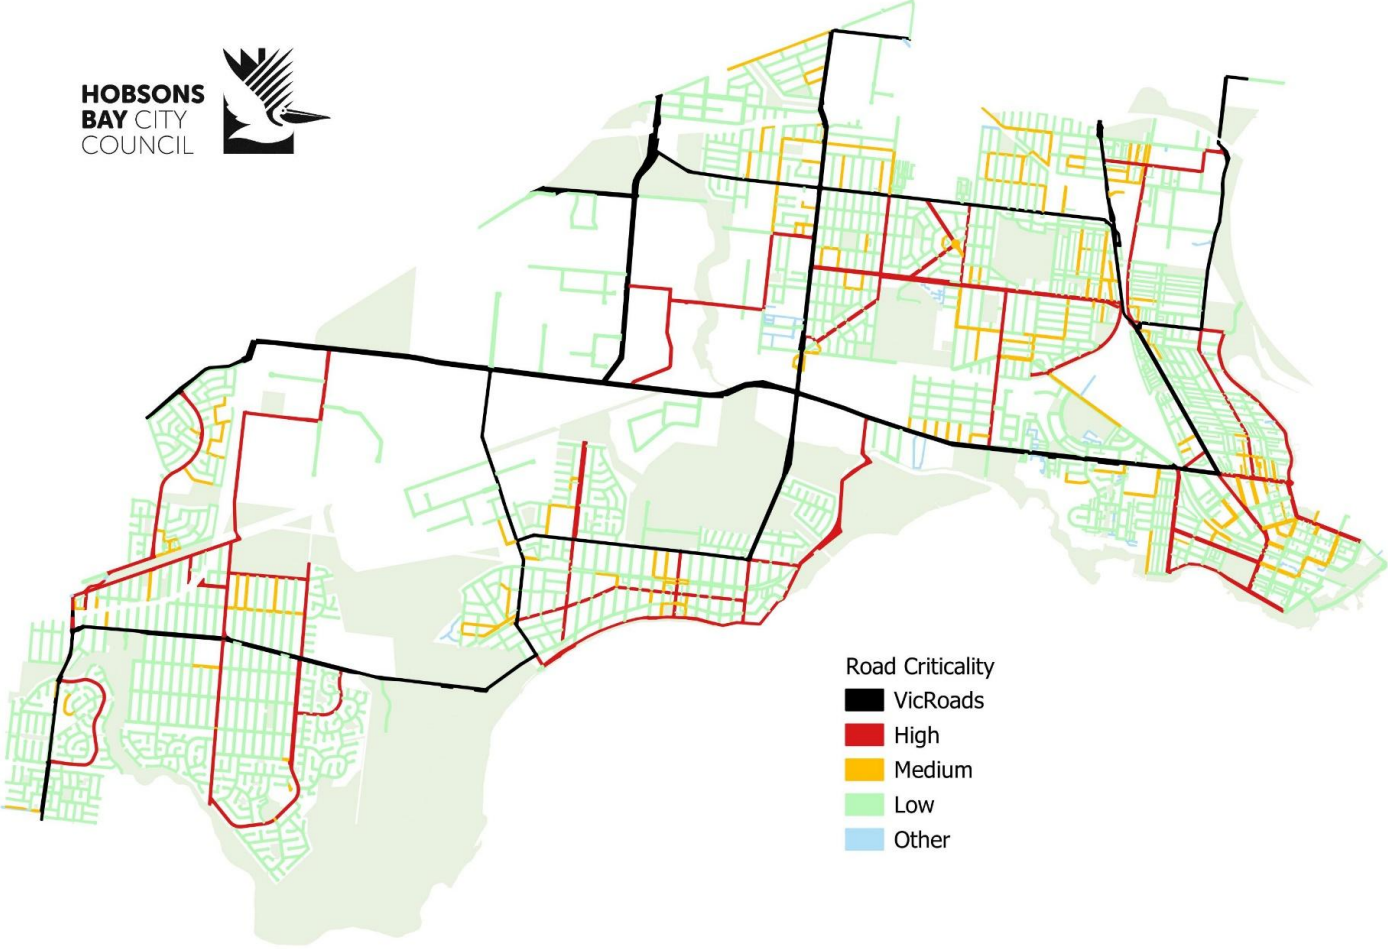 HOBSONS
BAY CITY
COUNCIL
Road Criticality
VicRoads
High
Medium
Low
Other